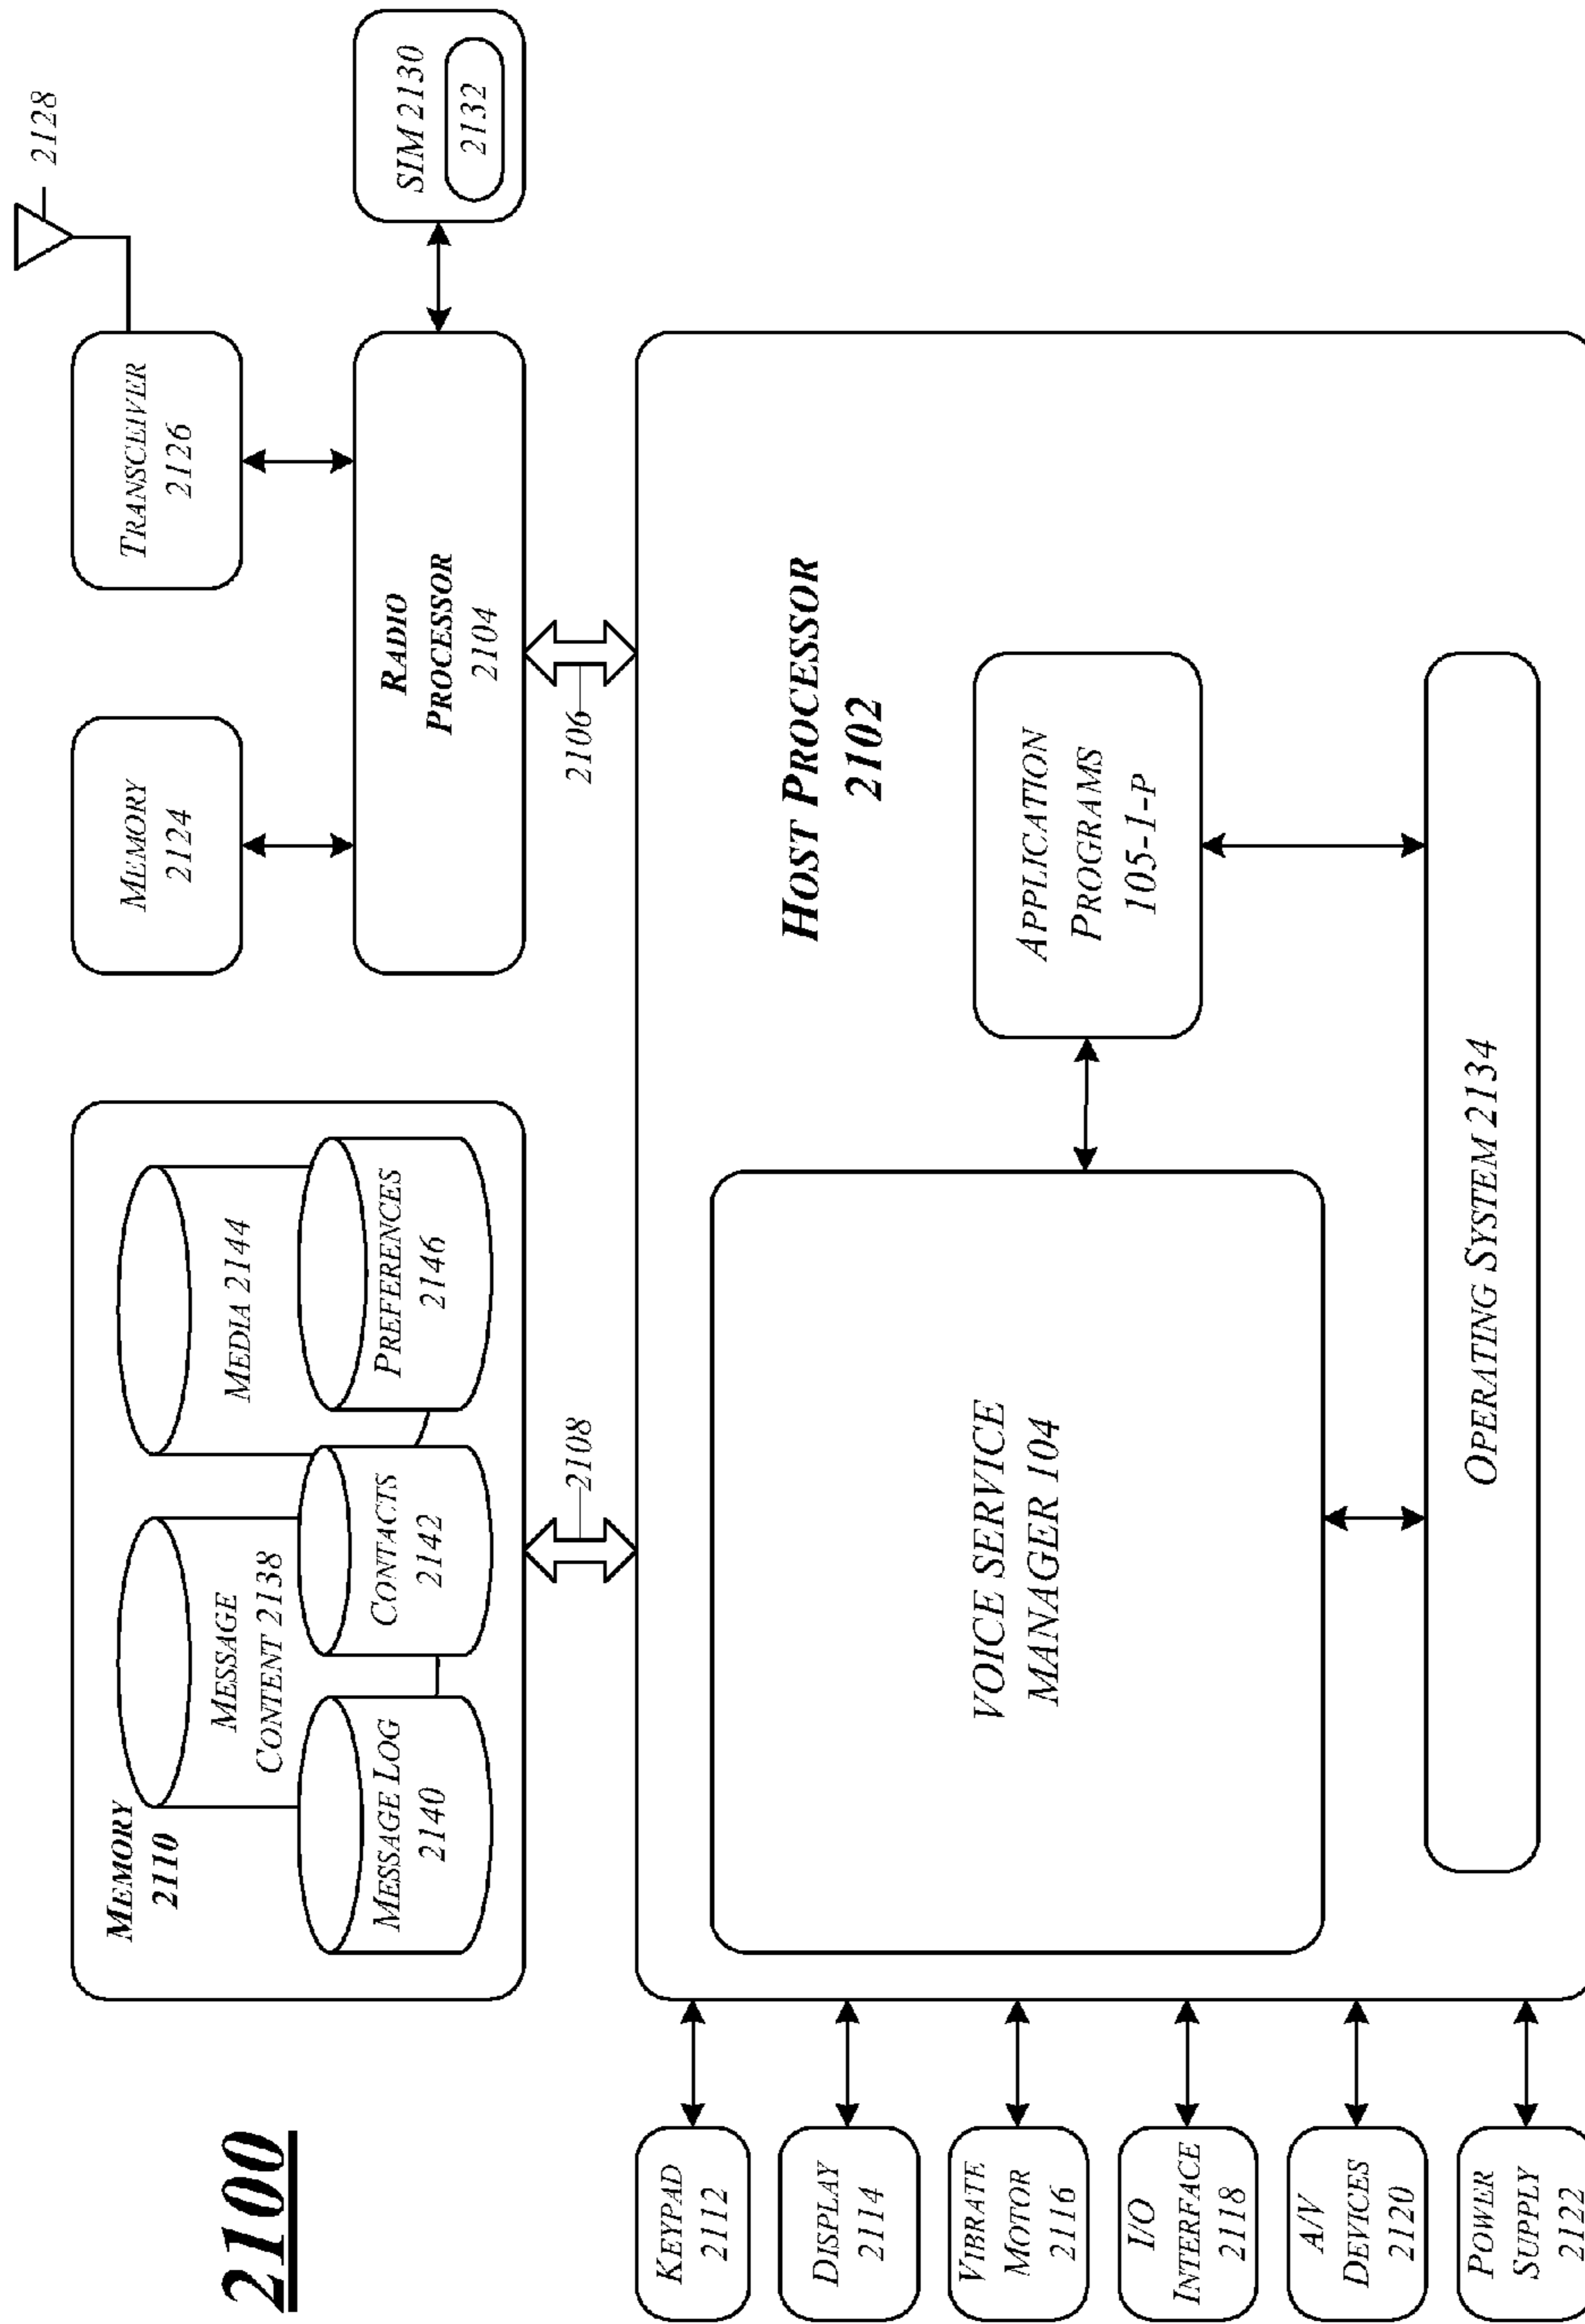 2100
MEMORY
2110
MESSAGE
CONTENT 2138
MEDIA 2144
MESSAGE LOG
2140
CONTACTS
2142
PREFERENCES
2146
MEMORY
2124
TRANSCEIVER
2126
2128
RADIO
PROCESSOR
2104
SIM 2130
2132
2108
2106
KEYPAD
2112
DISPLAY
2114
VIBRATE
MOTOR
2116
I/O
INTERFACE
2118
A/V
DEVICES
2120
POWER
SUPPLY
2122
HOST PROCESSOR
2102
VOICE SERVICE
MANAGER 104
APPLICATION
PROGRAMS
105-1-P
OPERATING SYSTEM 2134